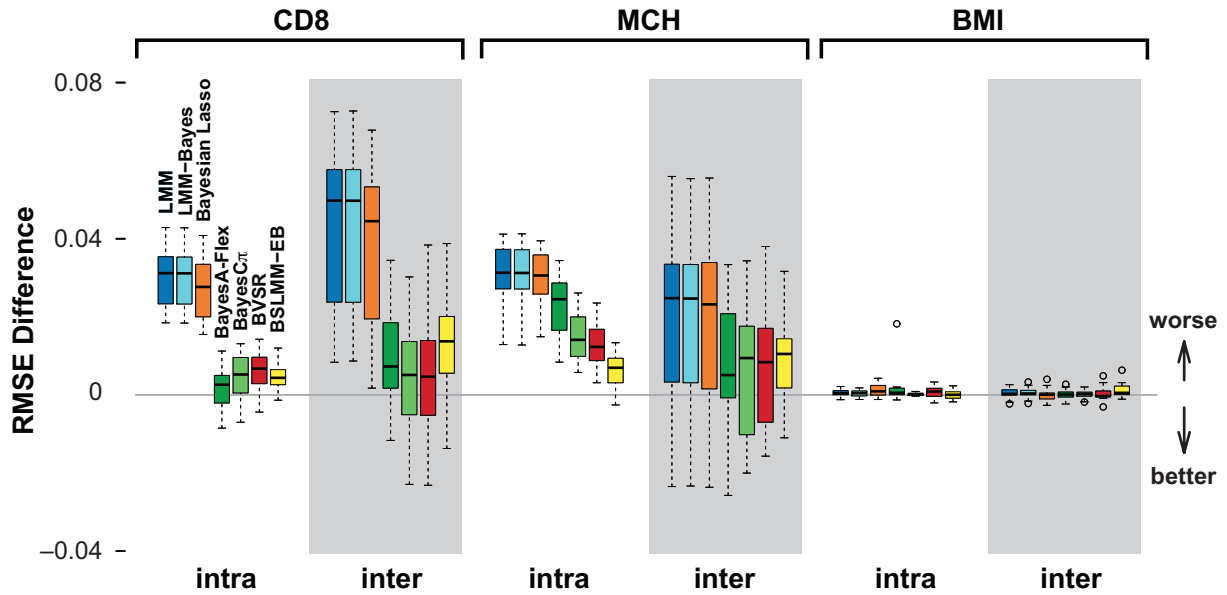 CD8
MCH
BMI
RMSE Difference
0.08
0.04
0
−0.04
LMM
LMM−Bayes
Bayesian Lasso
BayesA-Flex
BayesCπ
BVSR
BSLMM−EB
worse
better
intra
inter
intra
inter
intra
inter